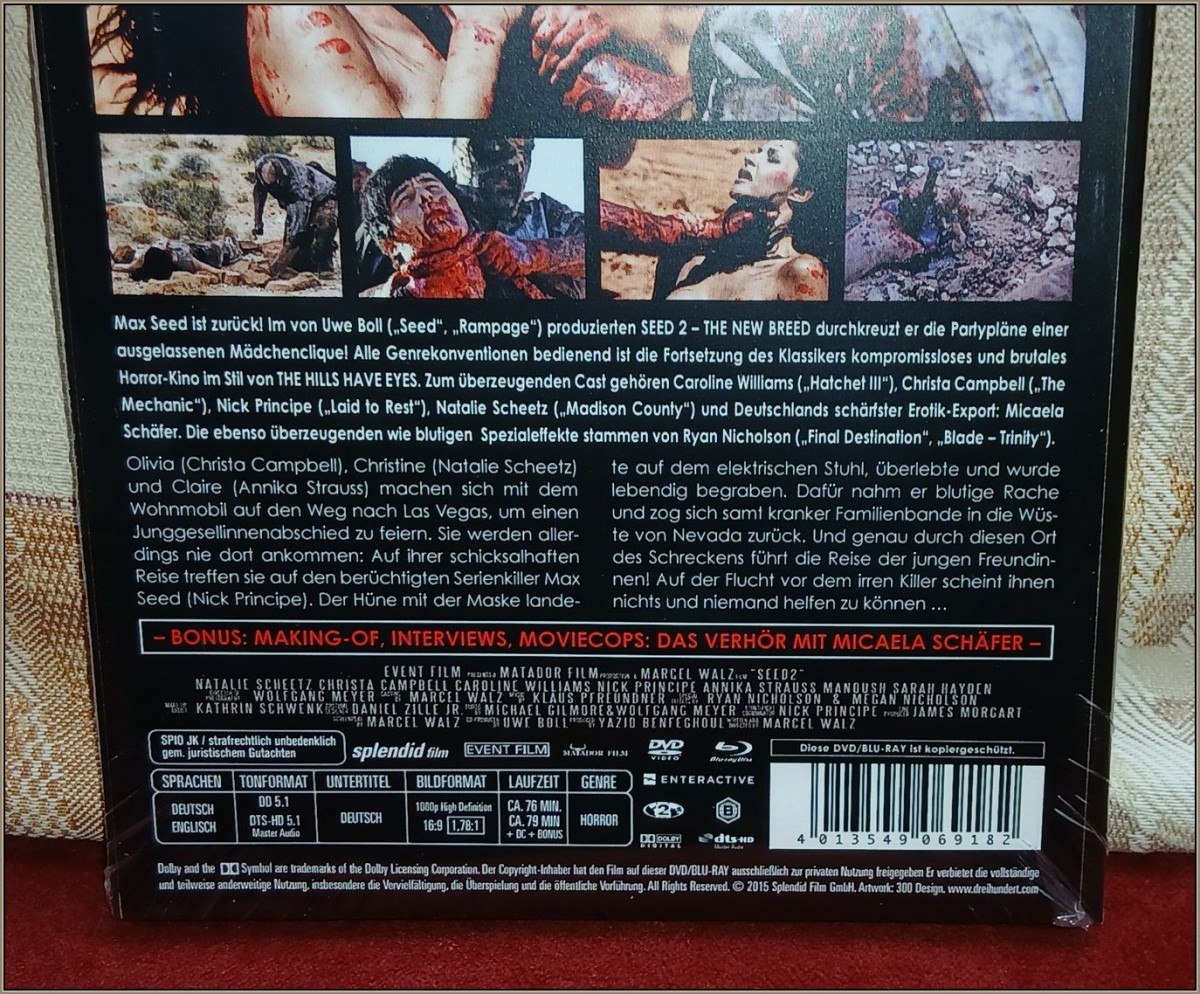 Max Seed ist zurück! Im von Uwe Boll („Seed“, „Rampage“) produzierten SEED 2 – THE NEW BREED durchkreuzt er die Partypläne einer
ausgelassenen Mädchenclique! Alle Genrekonventionen bedienend ist die Fortsetzung des Klassikers kompromissloses und brutales
Horror-Kino im Stil von THE HILLS HAVE EYES. Zum überzeugenden Cast gehören Caroline Williams („Hatchet III“), Christa Campbell („The
Mechanic“), Nick Principe („Laid to Rest“), Natalie Scheetz („Madison County“) und Deutschlands schärfster Erotik-Export: Micaela
Schäfer. Die ebenso überzeugenden wie blutigen Spezialeffekte stammen von Ryan Nicholson („Final Destination“, „Blade – Trinity“).
Olivia (Christa Campbell), Christine (Natalie Scheetz)
und Claire (Annika Strauss) machen sich mit dem
Wohnmobil auf den Weg nach Las Vegas, um einen
Junggesellinnenabschied zu feiern. Sie werden aller-
dings nie dort ankommen: Auf ihrer schicksalhaften
Reise treffen sie auf den berüchtigten Serienkiller Max
Seed (Nick Principe). Der Hüne mit der Maske lande-
te auf dem elektrischen Stuhl, überlebte und wurde
lebendig begraben. Dafür nahm er blutige Rache
und zog sich samt kranker Familienbande in die Wüs-
te von Nevada zurück. Und genau durch diesen Ort
des Schreckens führt die Reise der jungen Freundin-
nen! Auf der Flucht vor dem irren Killer scheint ihnen
nichts und niemand helfen zu können ...
– BONUS: MAKING-OF, INTERVIEWS, MOVIECOPS: DAS VERHÖR MIT MICAELA SCHÄFER –
EVENT FILM PRESENTS A MATADOR FILM PRODUCTION A MARCEL WALZ FILM "SEED2"
NATALIE SCHEETZ CHRISTA CAMPBELL CAROLINE WILLIAMS NICK PRINCIPE ANNIKA STRAUSS MANOUSH SARAH HAYDEN
DIRECTOR OF PHOTOGRAPHY WOLFGANG MEYER CASTING MARCEL WALZ MUSIC KLAUS PFREUNDNER RYAN NICHOLSON & MEGAN NICHOLSON
KATHRIN SCHWENK DANIEL ZILLE JR. MICHAEL GILMORE&WOLFGANG MEYER NICK PRINCIPE JAMES MORGART
MARCEL WALZ UWE BOLL YAZID BENFEGHOUL MARCEL WALZ
SPIO JK / strafrechtlich unbedenklich
gem. juristischem Gutachten
splendid film
EVENT FILM
MATADOR FILM
DVD VIDEO
Blu-ray Disc
Diese DVD/BLU-RAY ist kopiergeschützt.
ENTERACTIVE
SPRACHEN TONFORMAT UNTERTITEL BILDFORMAT LAUFZEIT GENRE
DEUTSCH
ENGLISCH
DD 5.1
DTS-HD 5.1
Master Audio
DEUTSCH
1080p High Definition
16:9 1,78:1
CA. 76 MIN.
CA. 79 MIN
+ DC + BONUS
HORROR
2
B
DOLBY
DIGITAL
dts-HD
Master Audio
4 013549 069182
Dolby and the Symbol are trademarks of the Dolby Licensing Corporation. Der Copyright-Inhaber hat den Film auf dieser DVD/BLU-RAY ausschließlich zur privaten Nutzung freigegeben Er verbietet die vollständige
und teilweise anderweitige Nutzung, insbesondere die Vervielfältigung, die Überspielung und die öffentliche Vorführung. All Rights Reserved. © 2015 Splendid Film GmbH. Artwork: 300 Design. www.dreihundert.com